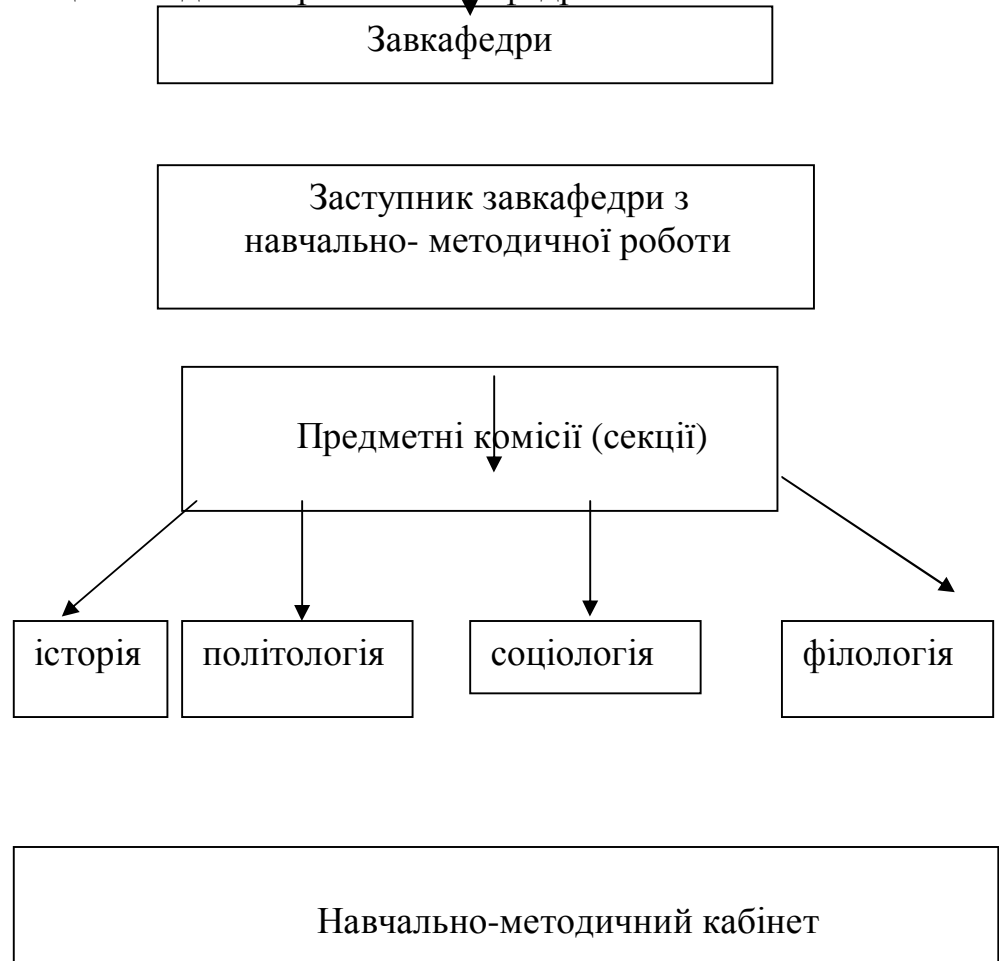 Завкафедри
Заступник завкафедри з
навчально- методичної роботи
Предметні комісії (секції)
історія
політологія
соціологія
філологія
Навчально-методичний кабінет